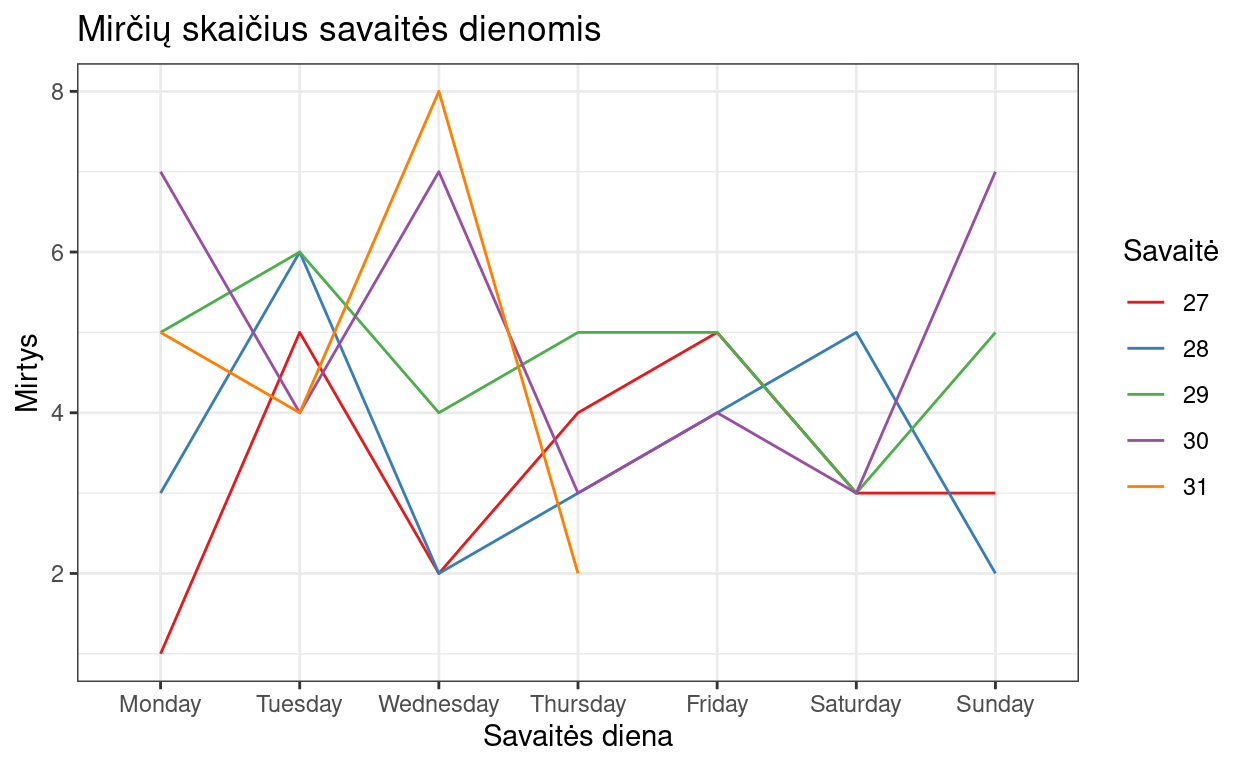 Mirčių skaičius savaitės dienomis
8
6
4
2
Mirtys
Monday Tuesday Wednesday Thursday Friday Saturday Sunday
Savaitės diena
Savaitė
27
28
29
30
31